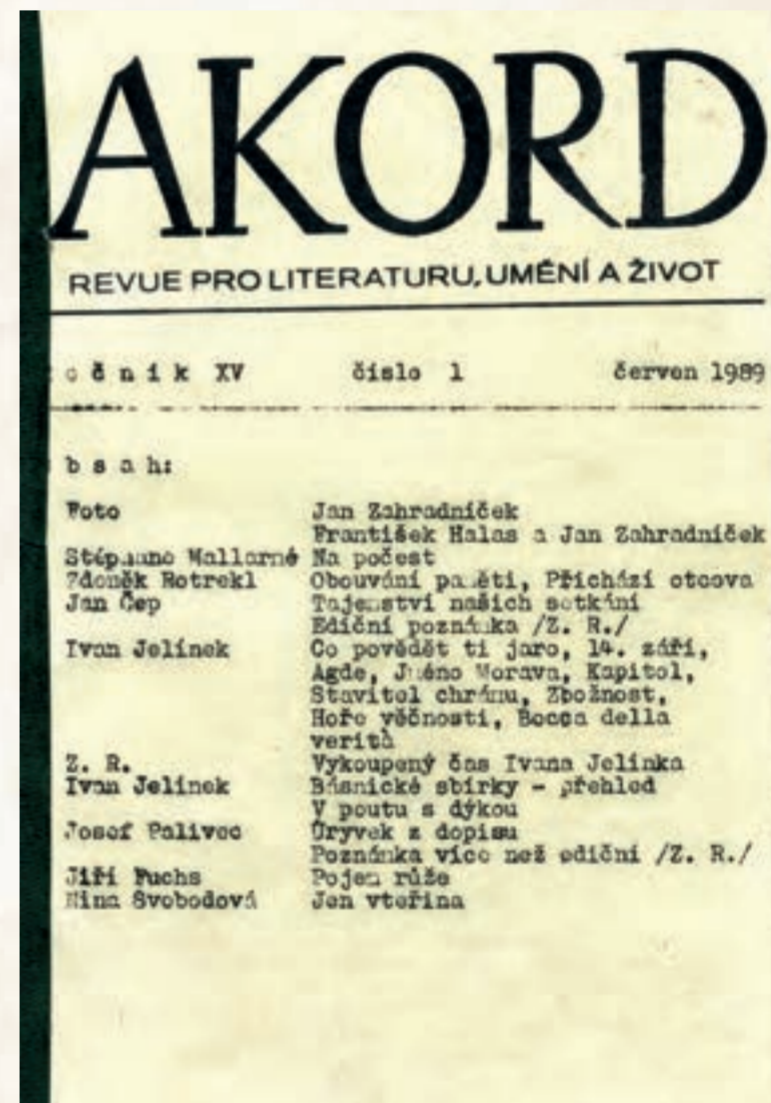 AKORD
REVUE PRO LITERATURU, UMĚNÍ A ŽIVOT
očník XV číslo 1 červen 1989
bsah:
Foto Jan Zahradníček
František Halas a Jan Zahradníček
Stéphane Mallarmé Na počest
Zdeněk Rotrekl Obouvání paměti, Přichází otcova
Jan Čep Tajemství našich setkání
Ediční poznámka /Z. R./
Ivan Jelínek Co povědět ti jaro, 14. září,
Agde, Jméno Morava, Kapitol,
Stavitel chrámu, Zbožnost,
Hoře věčnosti, Bocca della
verità
Z. R. Vykoupený čas Ivana Jelínka
Ivan Jelínek Básnické sbírky - přehled
V poutu s dýkou
Josef Palivec Úryvek z dopisu
Poznámka více než ediční /Z. R./
Jiří Fuchs Pojem růže
Nina Svobodová Jen vteřina